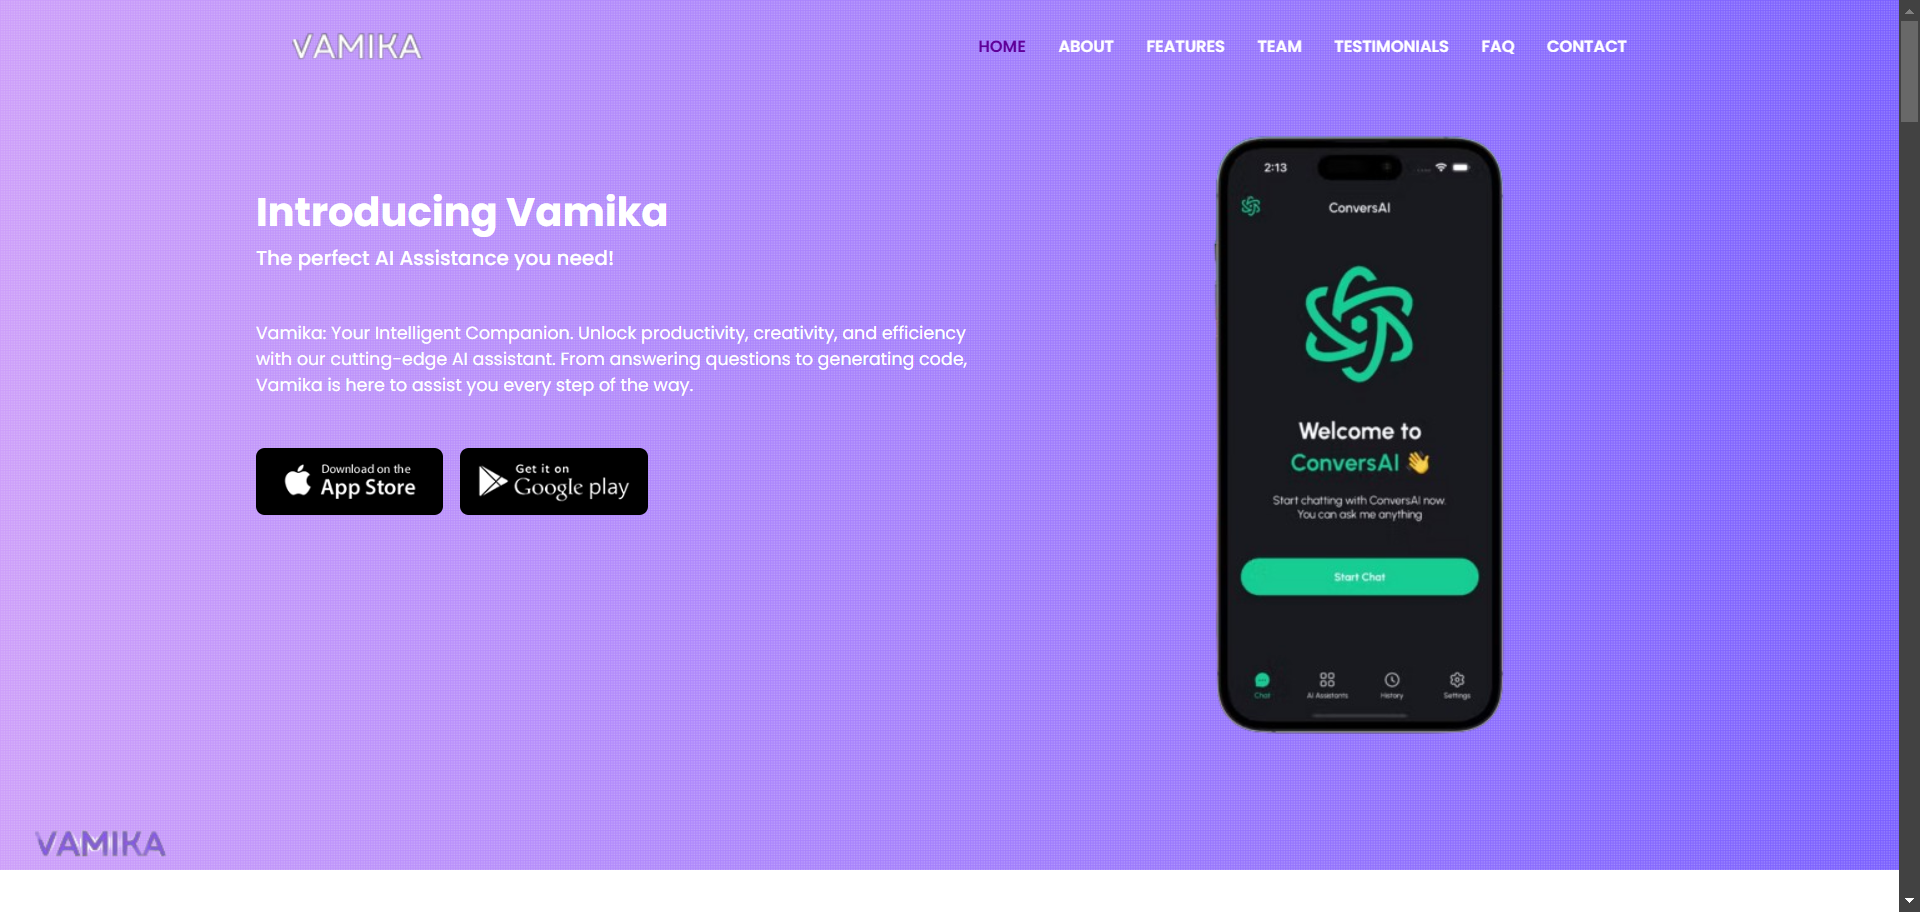 VAMIKA
HOME ABOUT FEATURES TEAM TESTIMONIALS FAQ CONTACT
Introducing Vamika
The perfect AI Assistance you need!
Vamika: Your Intelligent Companion. Unlock productivity, creativity, and efficiency
with our cutting-edge AI assistant. From answering questions to generating code,
Vamika is here to assist you every step of the way.
Download on the
App Store
Get it on
Google play
2:13
ConversAI
Welcome to
ConversAI 👋
Start chatting with ConversAI now.
You can ask me anything
Start Chat
Chat AI Assistants History Settings
VAMIKA